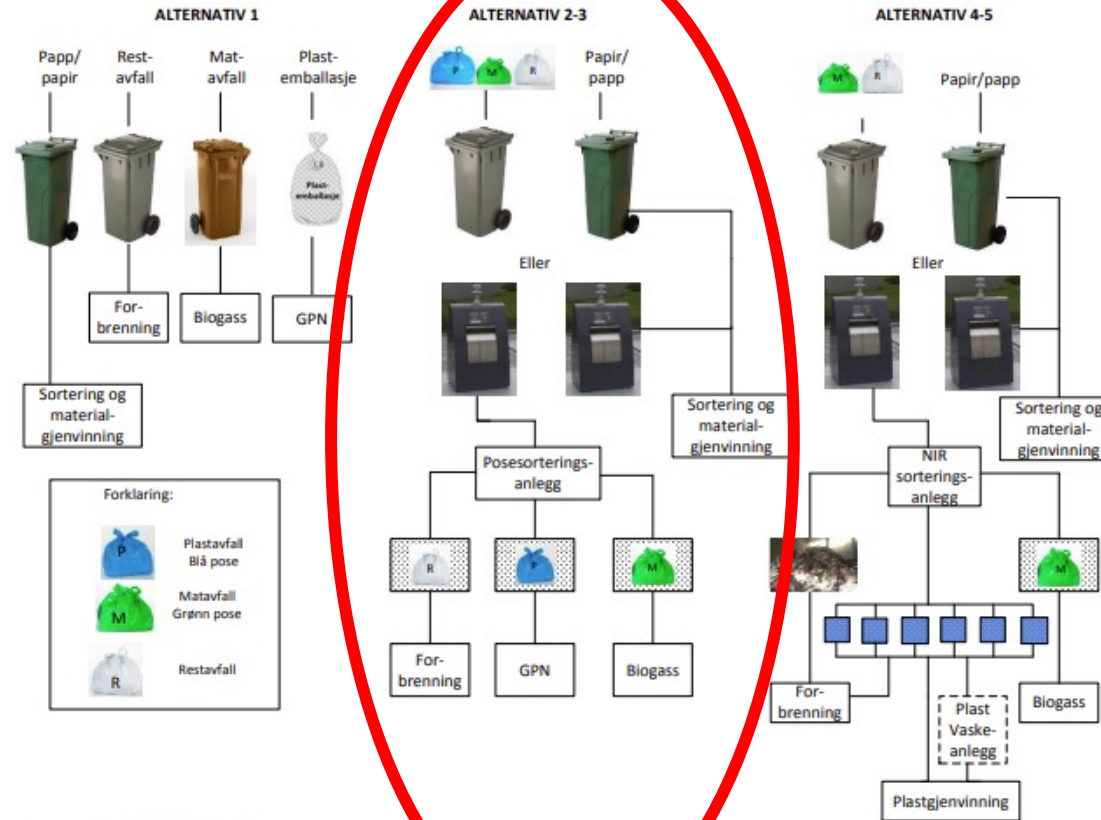 ALTERNATIV 1
Papp/
papir
Rest-
avfall
Mat-
avfall
Plast-
emballasje
Plast-
emballasje
For-
brenning
Biogass
GPN
Sortering og
material-
gjenvinning
Forklaring:
P
Plastavfall
Blå pose
M
Matavfall
Grønn pose
R
Restavfall
ALTERNATIV 2-3
P
M
R
Papir/
papp
Eller
Sortering og
material-
gjenvinning
Posesorterings-
anlegg
R
P
M
For-
brenning
GPN
Biogass
ALTERNATIV 4-5
M
R
Papir/papp
Eller
Sortering og
material-
gjenvinning
NIR
sorterings-
anlegg
M
For-
brenning
Plast
Vaske-
anlegg
Biogass
Plastgjenvinning